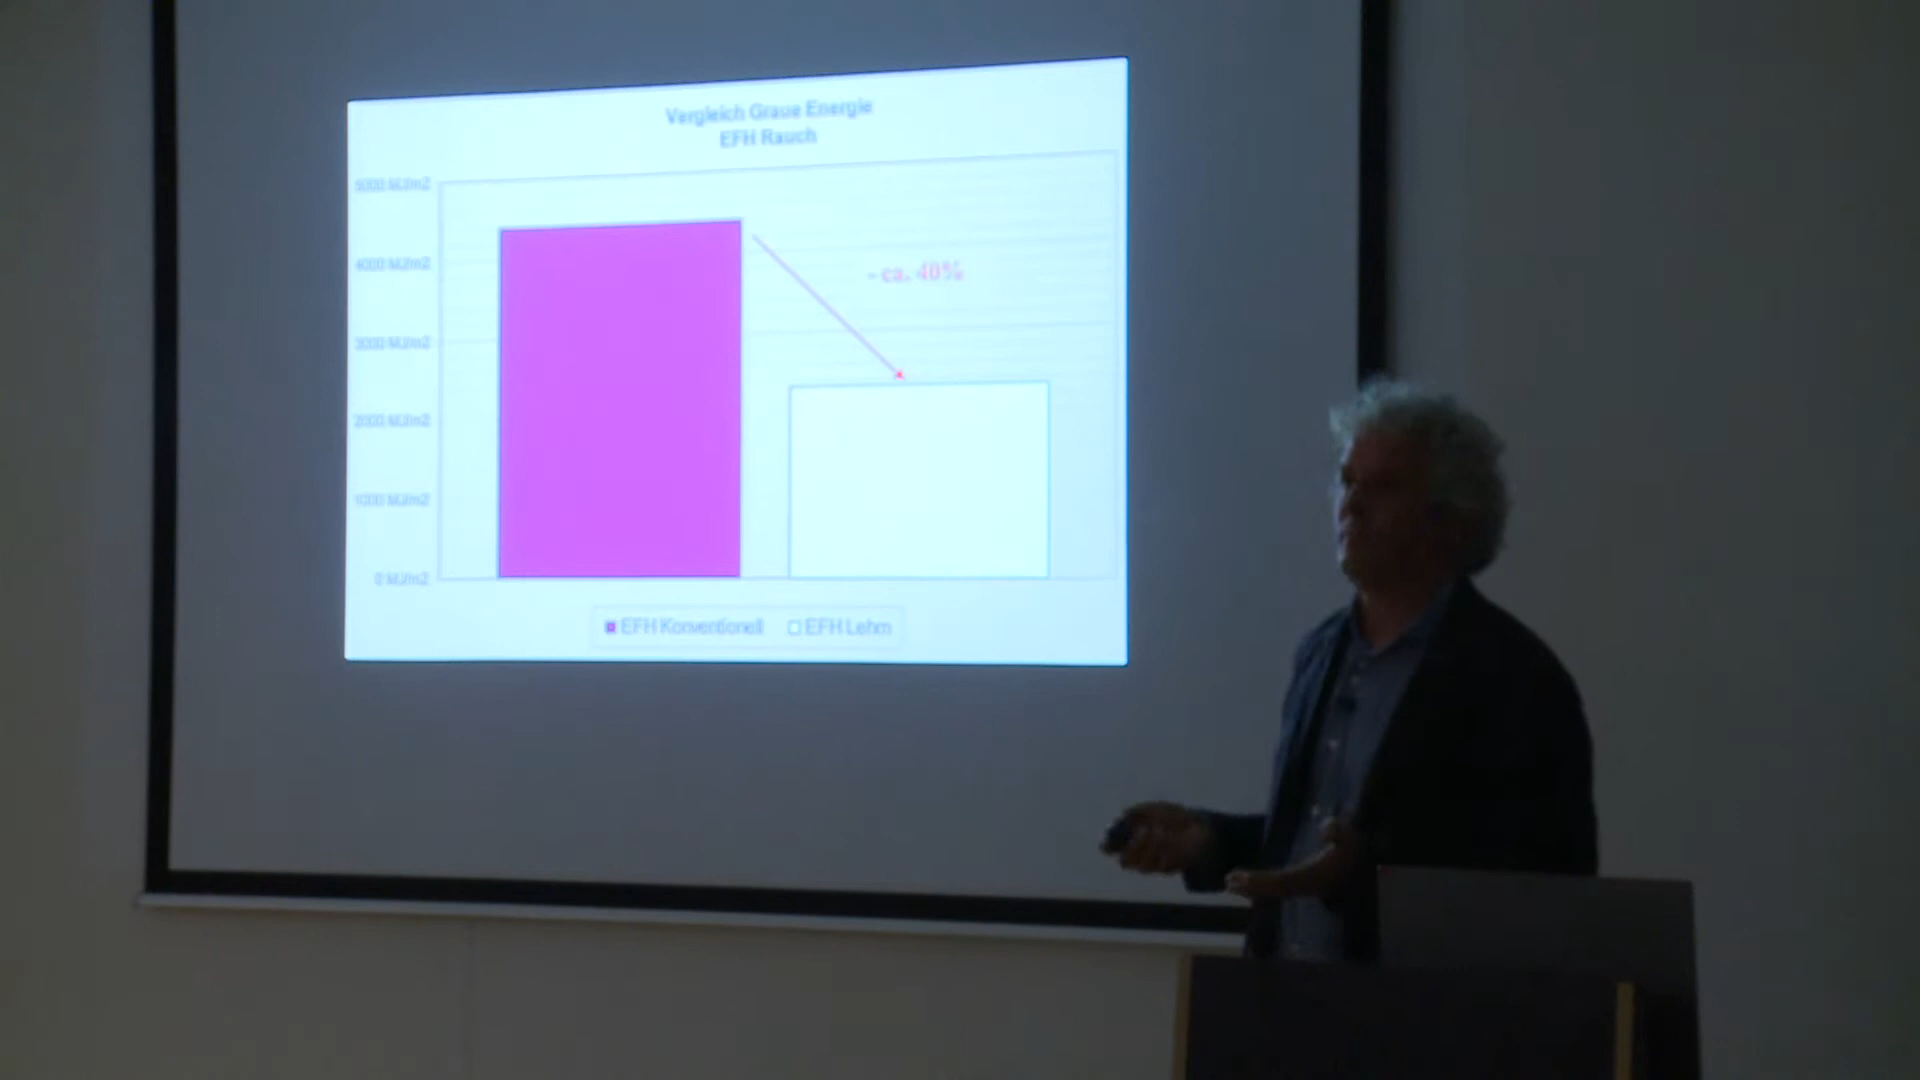 Vergleich Graue Energie
EFH Rauch
5000 MJ/m2
4000 MJ/m2
3000 MJ/m2
2000 MJ/m2
1000 MJ/m2
0 MJ/m2
- ca. 40%
EFH Konventionell EFH Lehm